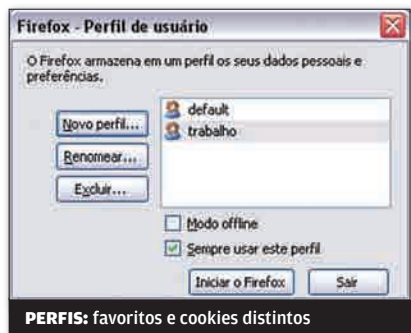 Firefox - Perfil de usuário
O Firefox armazena em um perfil os seus dados pessoais e
preferências.
Novo perfil...
Renomear...
Excluir...
default
trabalho
Modo offline
Sempre usar este perfil
Iniciar o Firefox
Sair
PERFIS: favoritos e cookies distintos